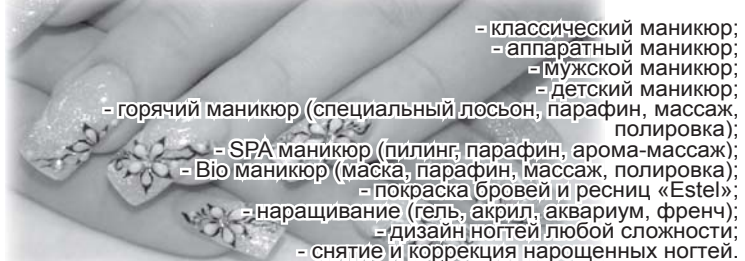 - классический маникюр;
- аппаратный маникюр;
- мужской маникюр;
- детский маникюр;
- горячий маникюр (специальный лосьон, парафин, массаж,
полировка);
- SPA маникюр (пилинг, парафин, арома-массаж);
- Bio маникюр (маска, парафин, массаж, полировка);
- покраска бровей и ресниц «Estel»;
- наращивание (гель, акрил, аквариум, френч);
- дизайн ногтей любой сложности;
- снятие и коррекция нарощенных ногтей.